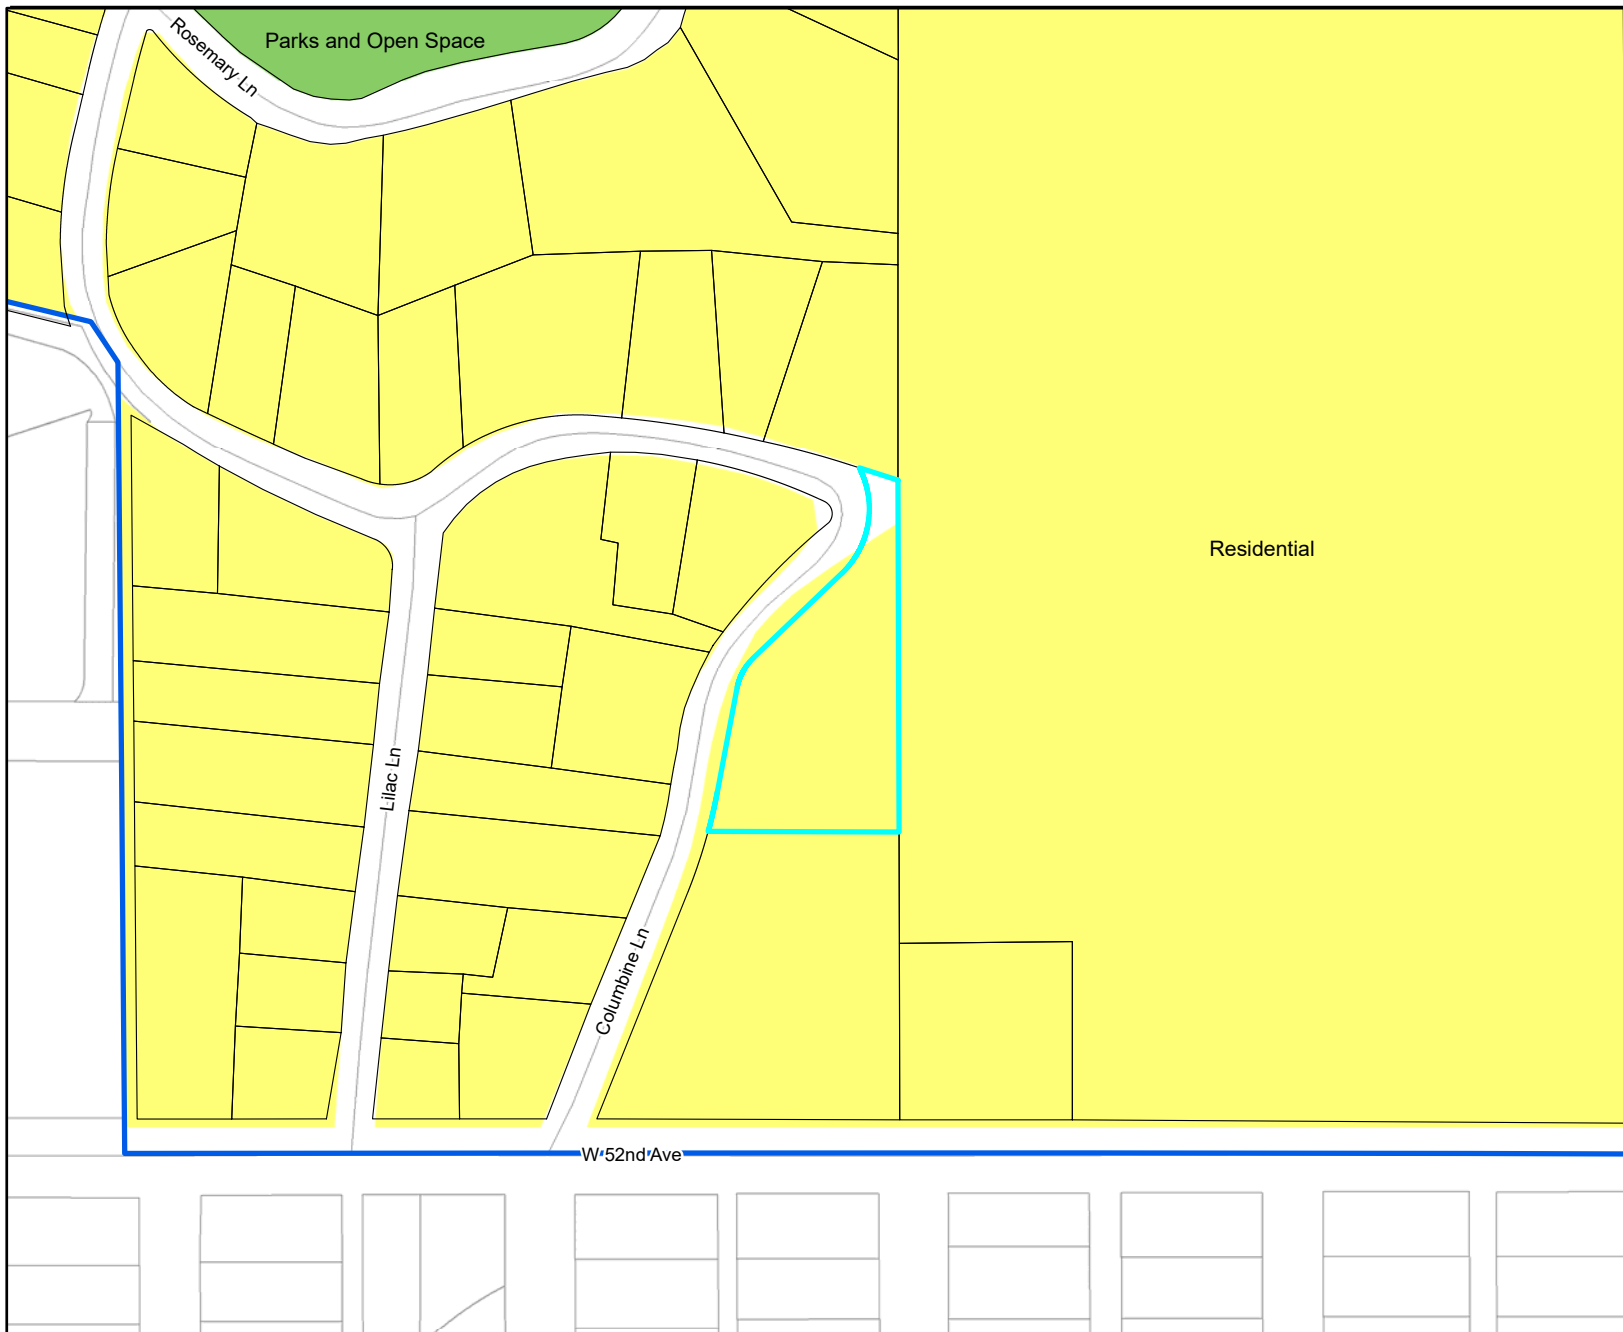 Rosemary Ln
Parks and Open Space
Residential
Lilac Ln
Columbine Ln
W 52nd Ave